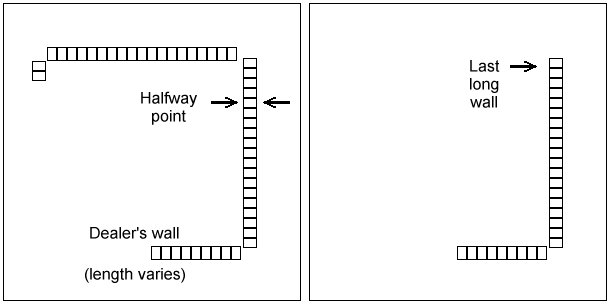 Halfway
point
Dealer's wall
(length varies)
Last
long
wall